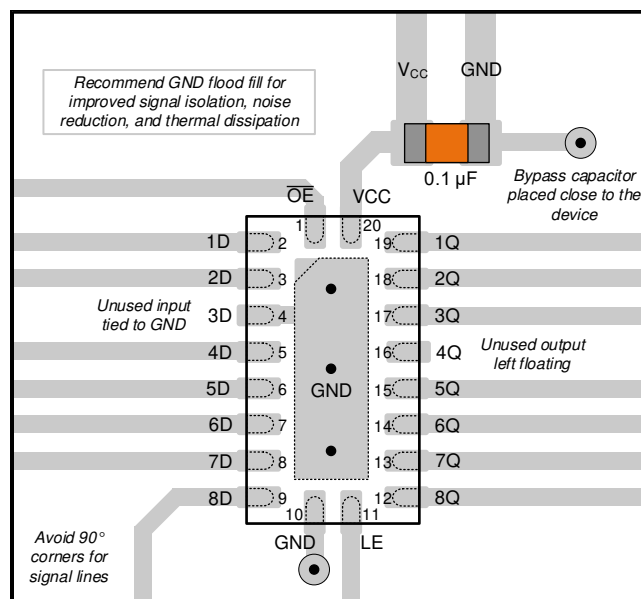 V<sub>CC</sub> GND
Recommend GND flood fill for
improved signal isolation, noise
reduction, and thermal dissipation
0.1 µF
Bypass capacitor
placed close to the
device
O̅E̅ VCC
1 20
1D 2 19 1Q
2D 3 18 2Q
Unused input
tied to GND
3D 4 17 3Q
4D 5 16 4Q
Unused output
left floating
5D 6 GND 15 5Q
6D 7 14 6Q
7D 8 13 7Q
8D 9 12 8Q
10 11
GND LE
Avoid 90°
corners for
signal lines